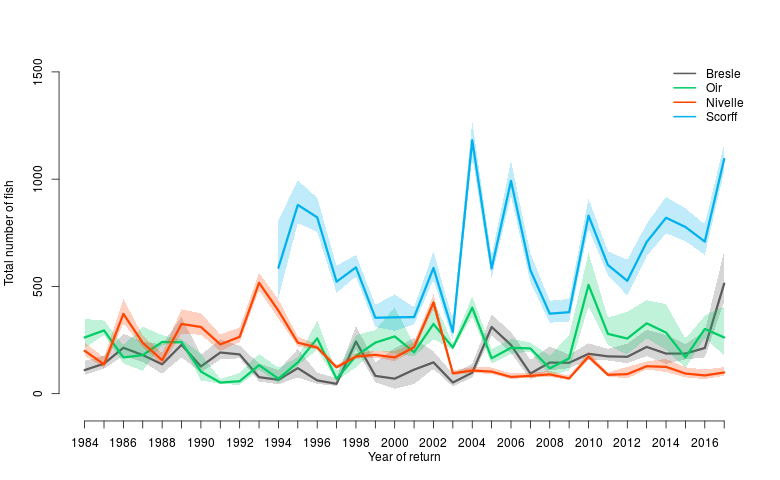 1500
1000
500
0
Total number of fish
Bresle
Oir
Nivelle
Scorff
1984 1986 1988 1990 1992 1994 1996 1998 2000 2002 2004 2006 2008 2010 2012 2014 2016
Year of return